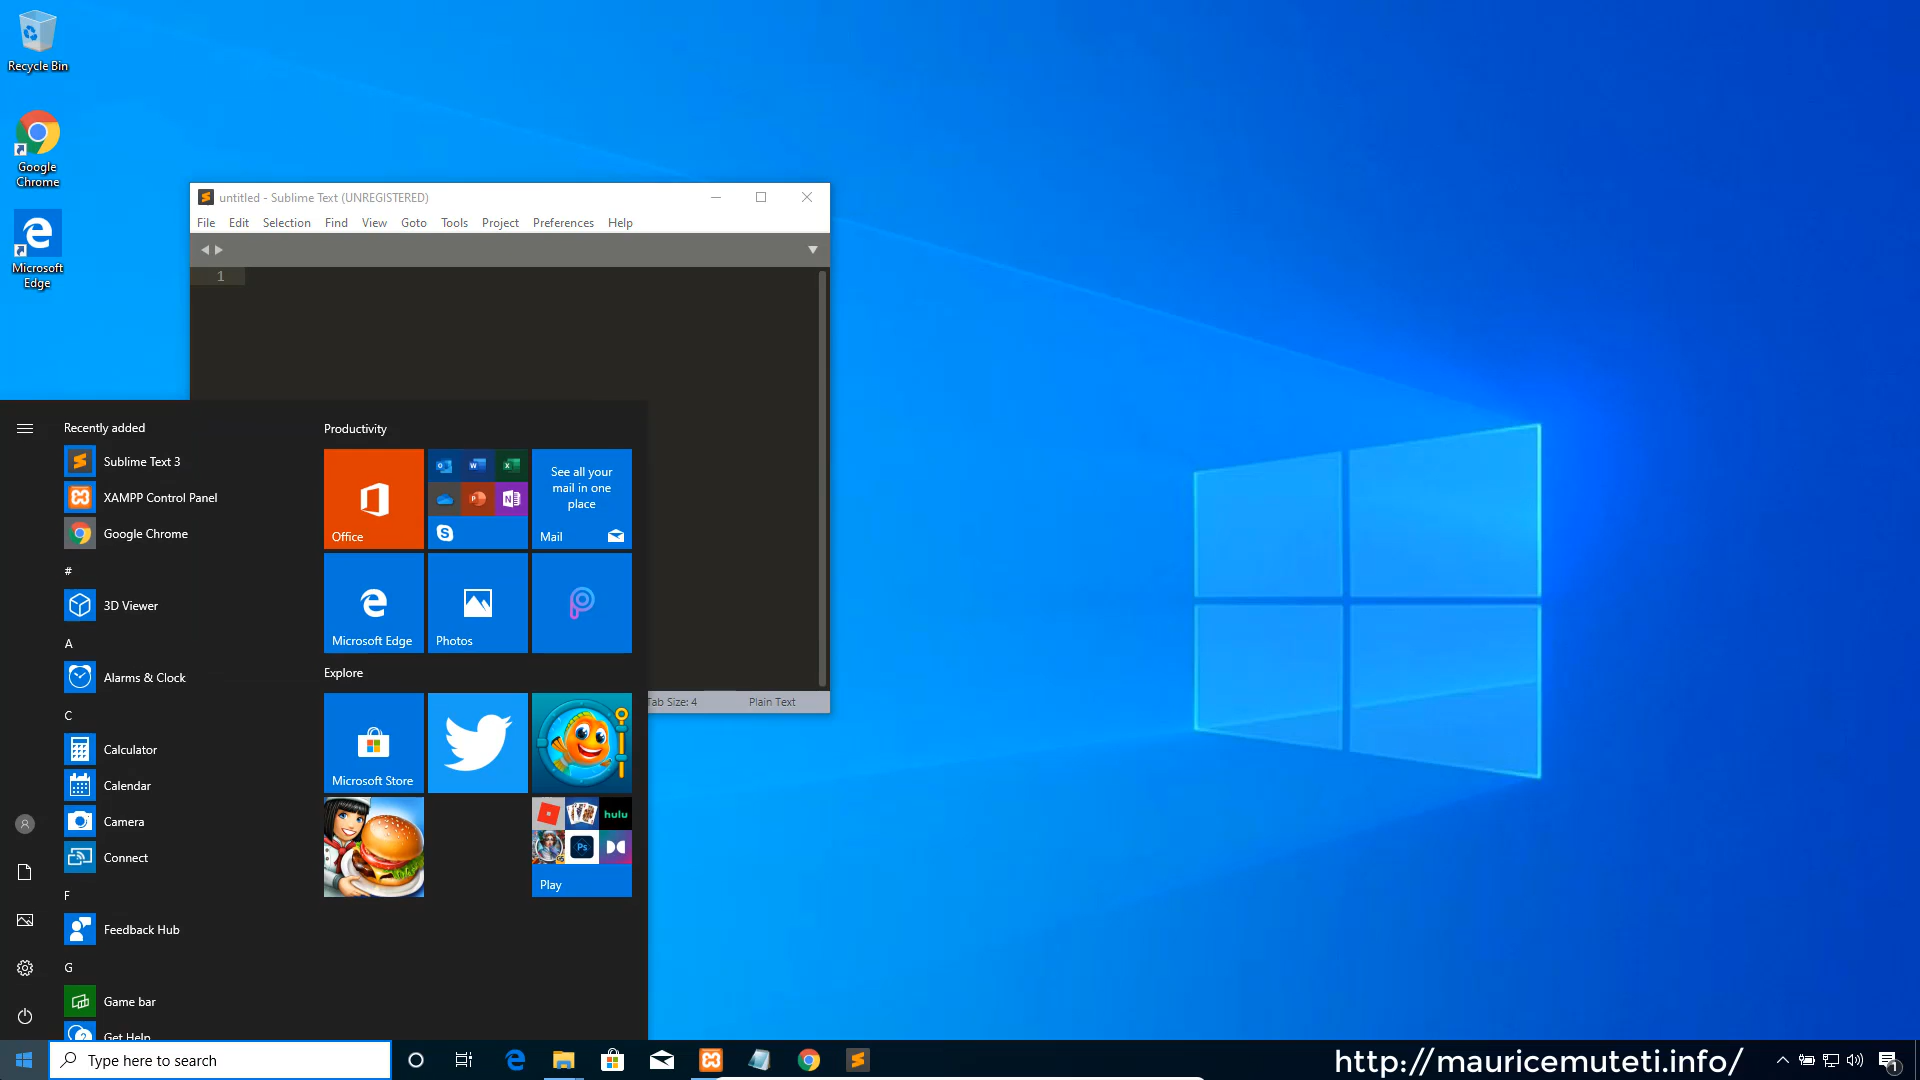 Recycle Bin
Google
Chrome
Microsoft
Edge
untitled - Sublime Text (UNREGISTERED)
File Edit Selection Find View Goto Tools Project Preferences Help
1
Tab Size: 4 Plain Text
Recently added
Sublime Text 3
XAMPP Control Panel
Google Chrome
#
3D Viewer
A
Alarms & Clock
C
Calculator
Calendar
Camera
Connect
F
Feedback Hub
G
Game bar
Get Help
Productivity
Office
See all your
mail in one
place
Mail
Microsoft Edge
Photos
Explore
Microsoft Store
hulu
Ps
Play
Type here to search
http://mauricemuteti.info/
1